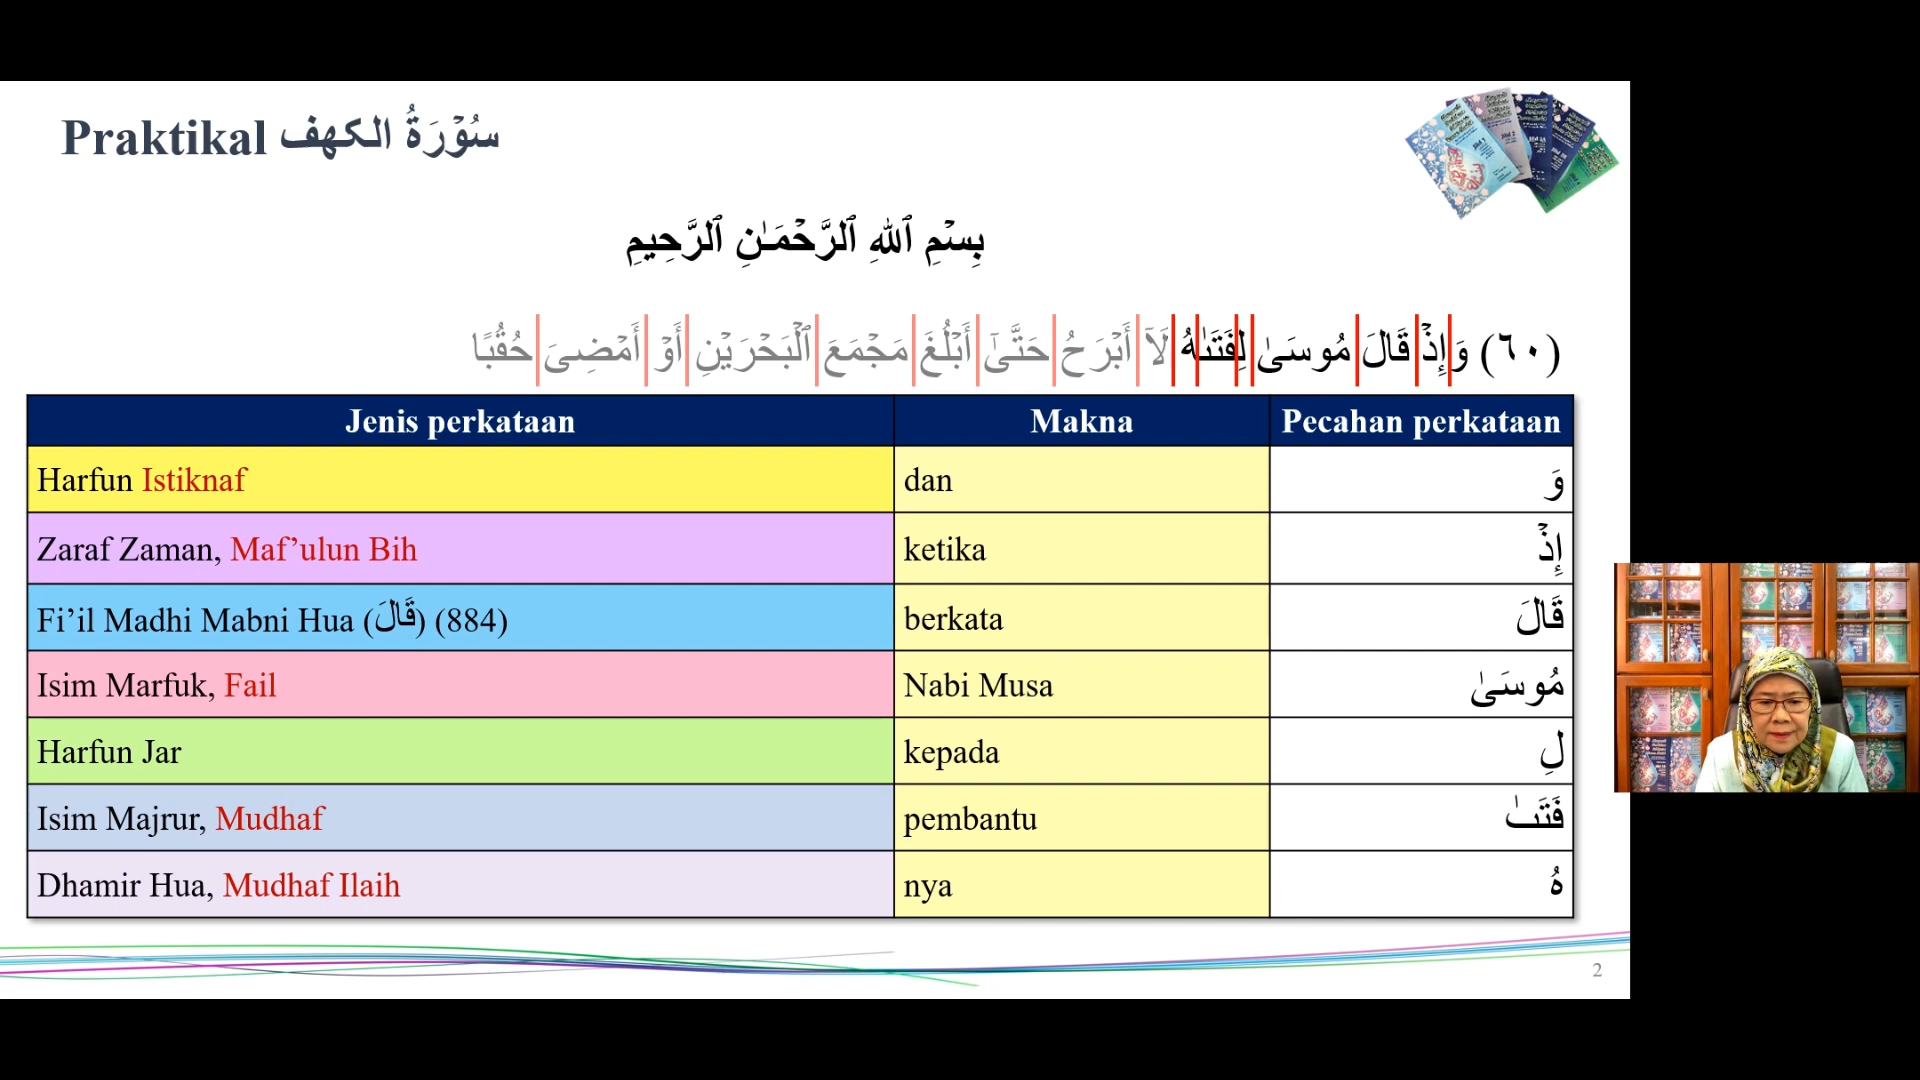 Praktikal سُوۡرَةُ الكهف
بِسۡمِ ٱللهِ ٱلرَّحۡمَـٰنِ ٱلرَّحِيمِ
(٦٠) وَإِذۡ قَالَ مُوسَىٰ لِفَتَىٰهُ لَآ أَبۡرَحُ حَتَّىٰٓ أَبۡلُغَ مَجۡمَعَ ٱلۡبَحۡرَيۡنِ أَوۡ أَمۡضِىَ حُقُبًا
Jenis perkataan Makna Pecahan perkataan
Harfun Istiknaf dan وَ
Zaraf Zaman, Maf’ulun Bih ketika إِذۡ
Fi’il Madhi Mabni Hua (قَالَ) (884) berkata قَالَ
Isim Marfuk, Fail Nabi Musa مُوسَىٰ
Harfun Jar kepada لِ
Isim Majrur, Mudhaf pembantu فَتَىٰ
Dhamir Hua, Mudhaf Ilaih nya هُ
2